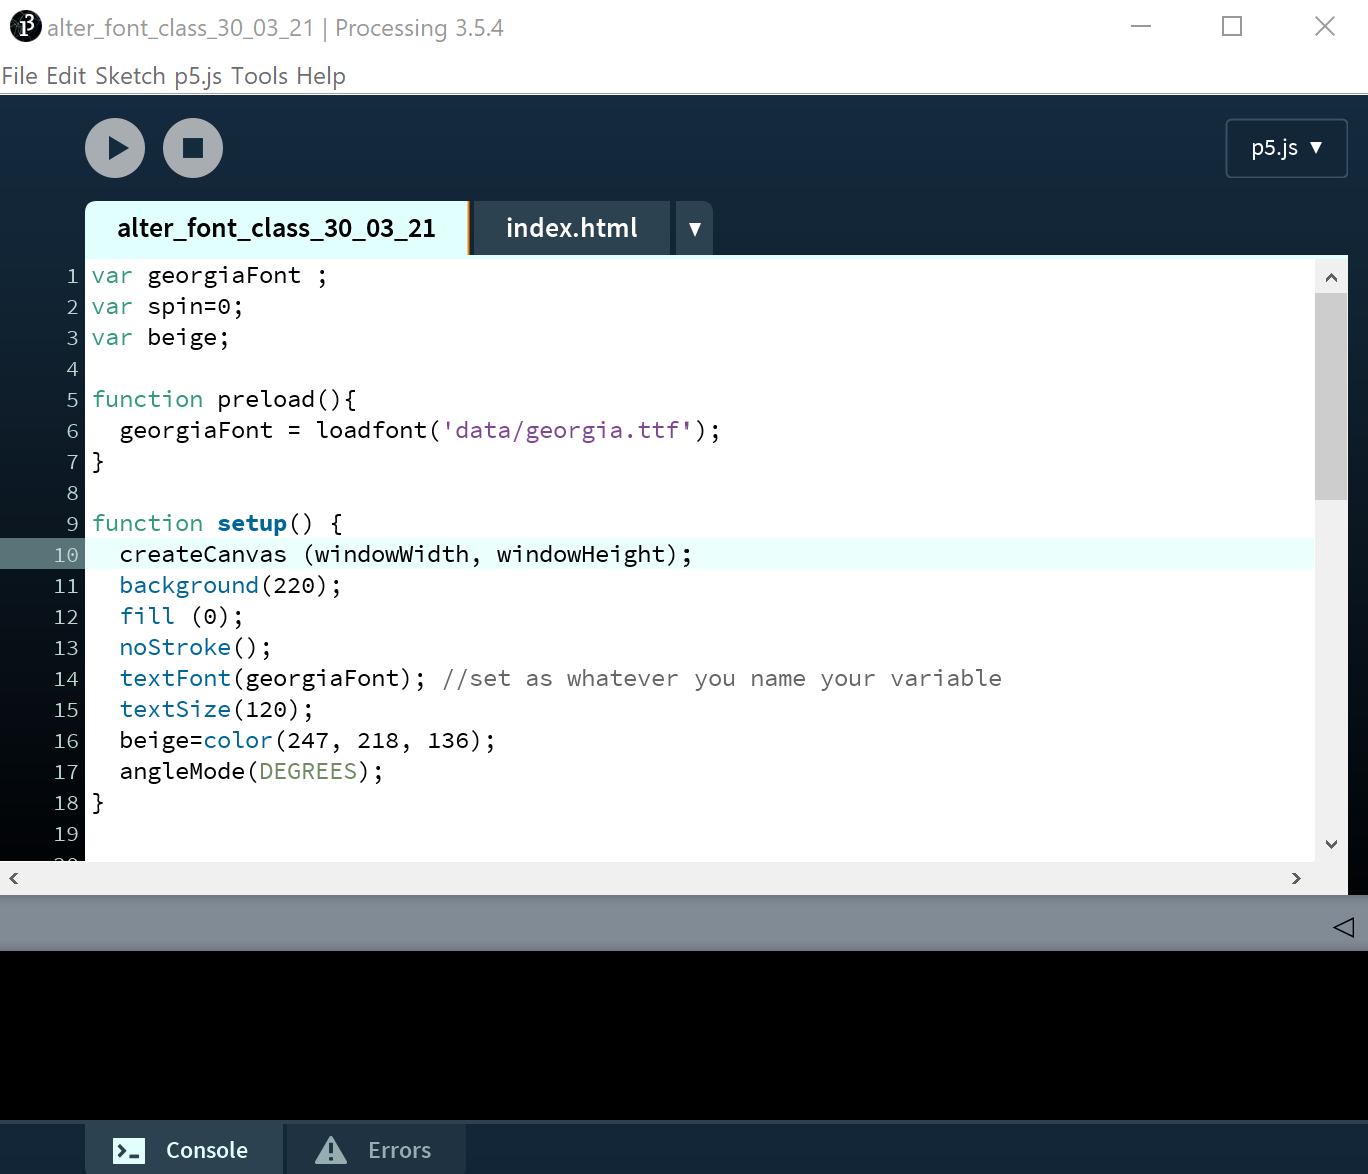 alter_font_class_30_03_21 | Processing 3.5.4
File Edit Sketch p5.js Tools Help
p5.js ▼
alter_font_class_30_03_21 index.html ▼
1 var georgiaFont ;
2 var spin=0;
3 var beige;
4
5 function preload(){
6   georgiaFont = loadfont('data/georgia.ttf');
7 }
8
9 function setup() {
10   createCanvas (windowWidth, windowHeight);
11   background(220);
12   fill (0);
13   noStroke();
14   textFont(georgiaFont); //set as whatever you name your variable
15   textSize(120);
16   beige=color(247, 218, 136);
17   angleMode(DEGREES);
18 }
19
Console Errors